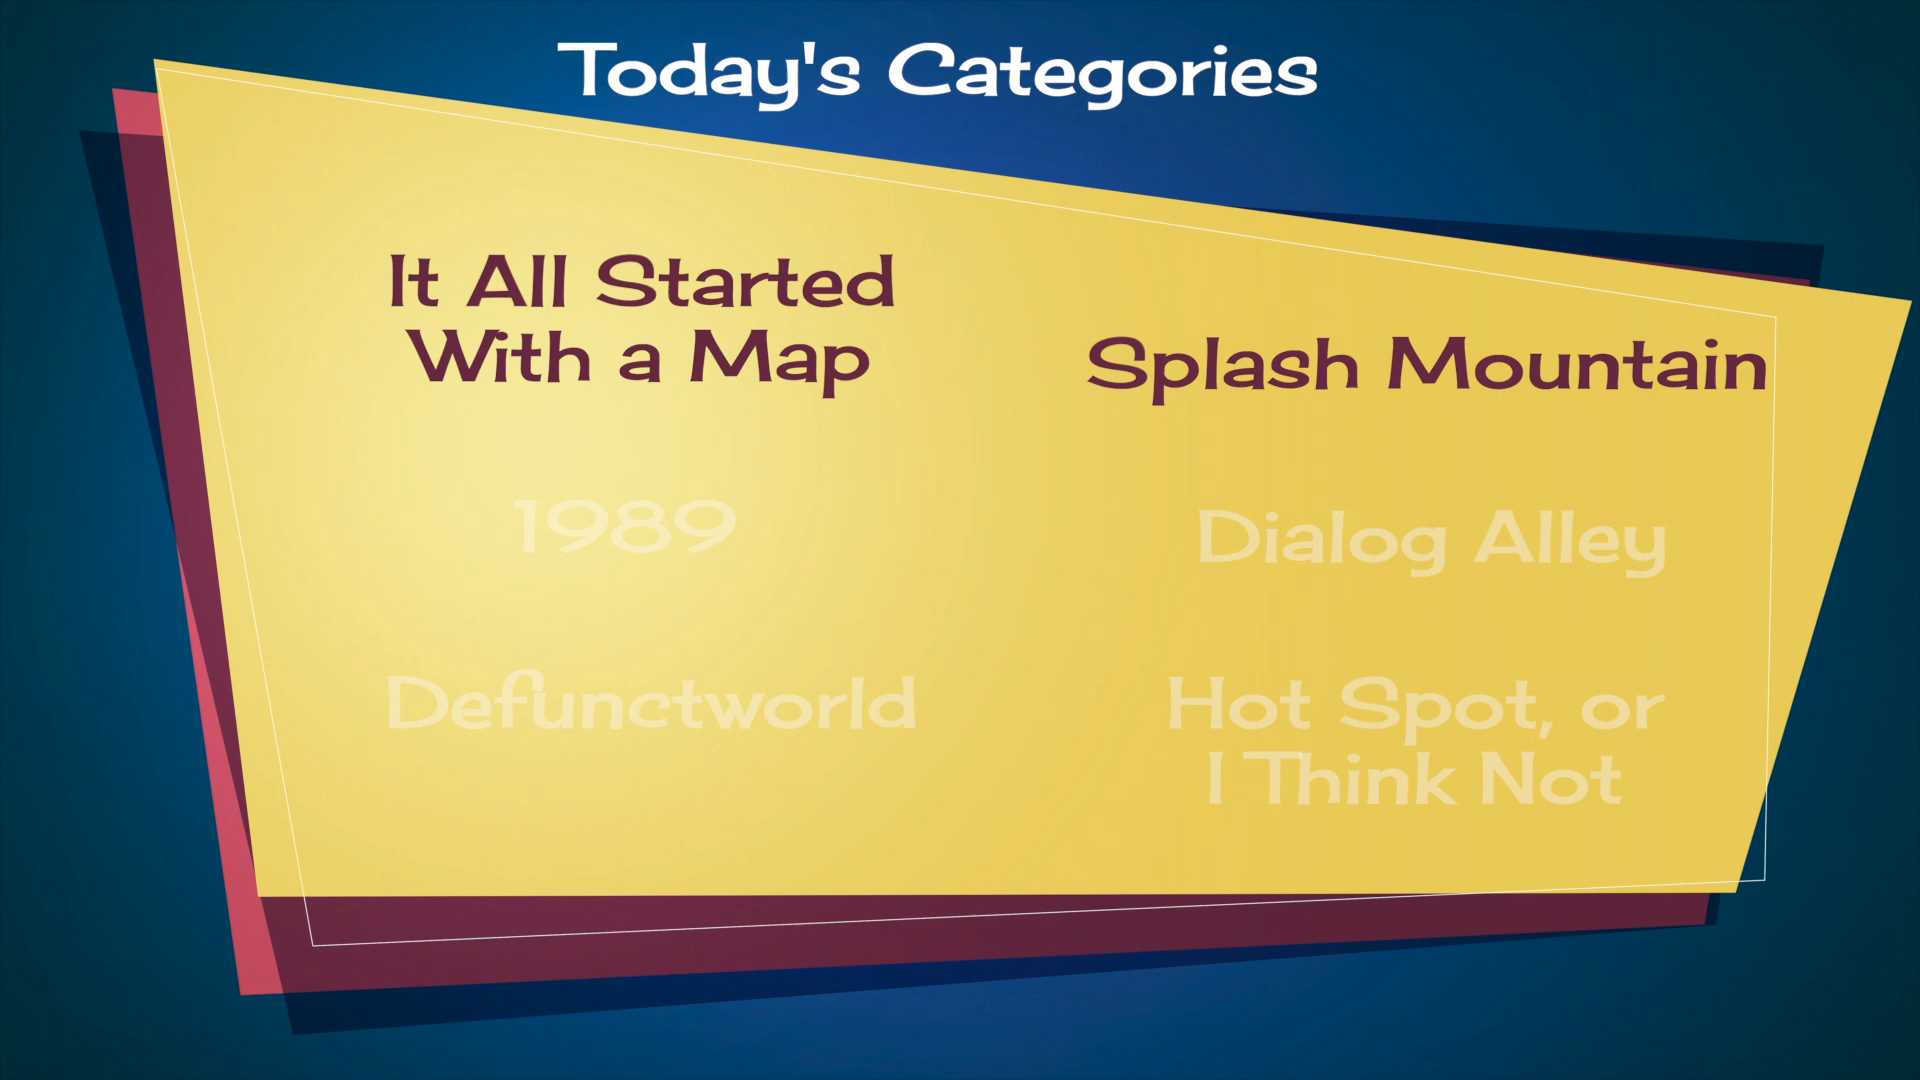 Today's Categories
It All Started
With a Map
Splash Mountain
1989
Dialog Alley
Defunctworld
Hot Spot, or
I Think Not